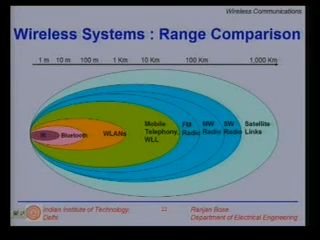 Wireless Communications
Wireless Systems : Range Comparison
1 m 10 m 100 m 1 Km 10 Km 100 Km 1,000 Km
IR Bluetooth WLANs Mobile Telephony, WLL FM Radio MW Radio SW Radio Satellite Links
Indian Institute of Technology, Delhi
22
Ranjan Bose
Department of Electrical Engineering